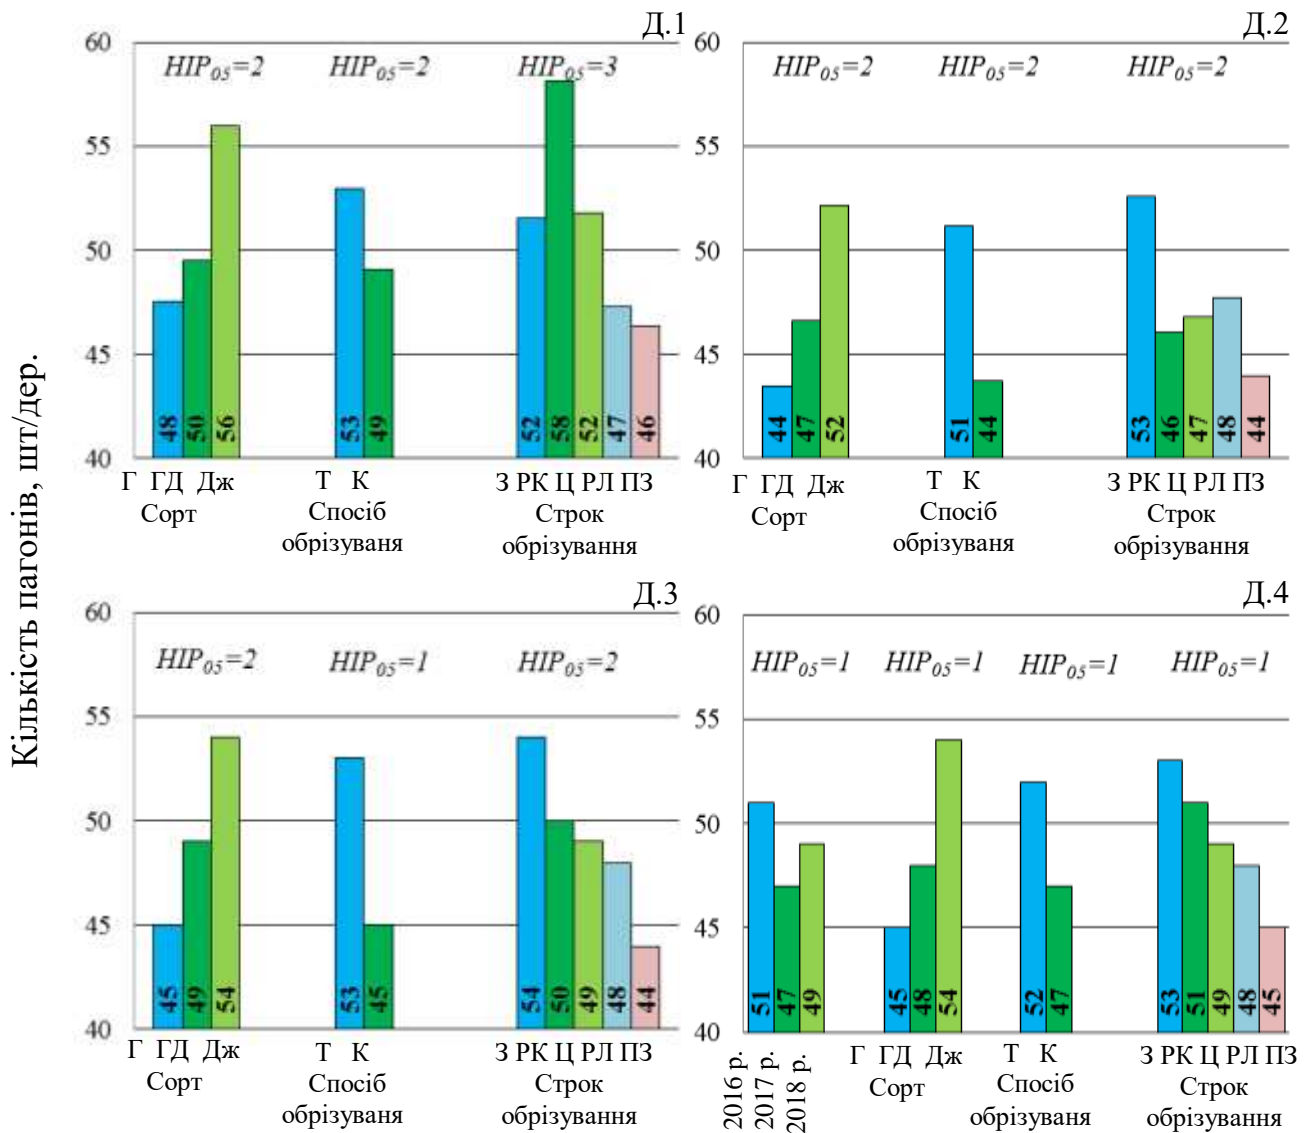 Кількість пагонів, шт/дер.
Д.1
60
55
50
45
40
НІР05=2
НІР05=2
НІР05=3
48
50
56
53
49
52
58
52
47
46
Г ГД Дж
Т К
З РК Ц РЛ ПЗ
Сорт
Спосіб
обрізуваня
Строк
обрізування
Д.2
60
55
50
45
40
НІР05=2
НІР05=2
НІР05=2
44
47
52
51
44
53
46
47
48
44
Г ГД Дж
Т К
З РК Ц РЛ ПЗ
Сорт
Спосіб
обрізуваня
Строк
обрізування
Д.3
60
55
50
45
40
НІР05=2
НІР05=1
НІР05=2
45
49
54
53
45
54
50
49
48
44
Г ГД Дж
Т К
З РК Ц РЛ ПЗ
Сорт
Спосіб
обрізуваня
Строк
обрізування
Д.4
60
55
50
45
40
НІР05=1
НІР05=1
НІР05=1
НІР05=1
51
47
49
45
48
54
52
47
53
51
49
48
45
2016 р.
2017 р.
2018 р.
Г ГД Дж
Т К
З РК Ц РЛ ПЗ
Сорт
Спосіб
обрізуваня
Строк
обрізування